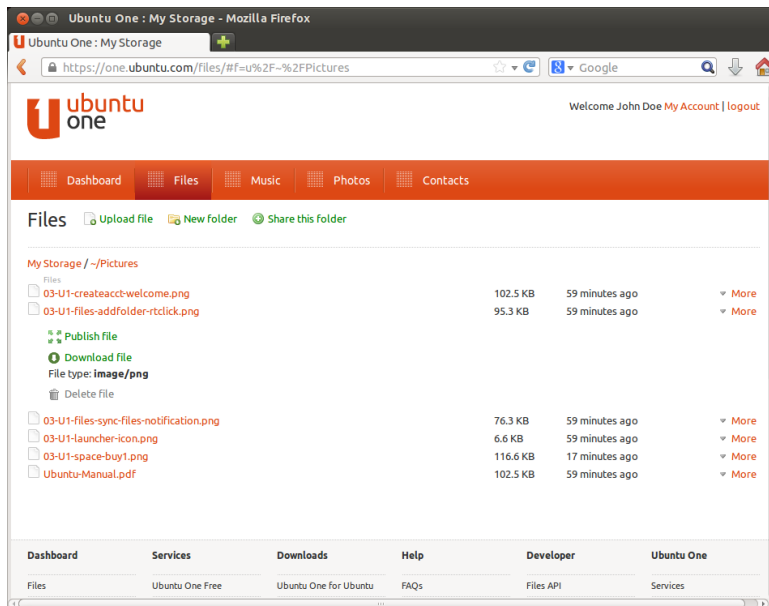 Ubuntu One : My Storage - Mozilla Firefox
Ubuntu One : My Storage
https://one.ubuntu.com/files/#f=u%2F~%2FPictures
Google
ubuntu
one
Welcome John Doe My Account | logout
Dashboard Files Music Photos Contacts
Files Upload file New folder Share this folder
My Storage / ~/Pictures
Files
03-U1-createacct-welcome.png 102.5 KB 59 minutes ago More
03-U1-files-addfolder-rtclick.png 95.3 KB 59 minutes ago More
Publish file
Download file
File type: image/png
Delete file
03-U1-files-sync-files-notification.png 76.3 KB 59 minutes ago More
03-U1-launcher-icon.png 6.6 KB 59 minutes ago More
03-U1-space-buy1.png 116.6 KB 17 minutes ago More
Ubuntu-Manual.pdf 102.5 KB 59 minutes ago More
Dashboard Services Downloads Help Developer Ubuntu One
Files Ubuntu One Free Ubuntu One for Ubuntu FAQs Files API Services